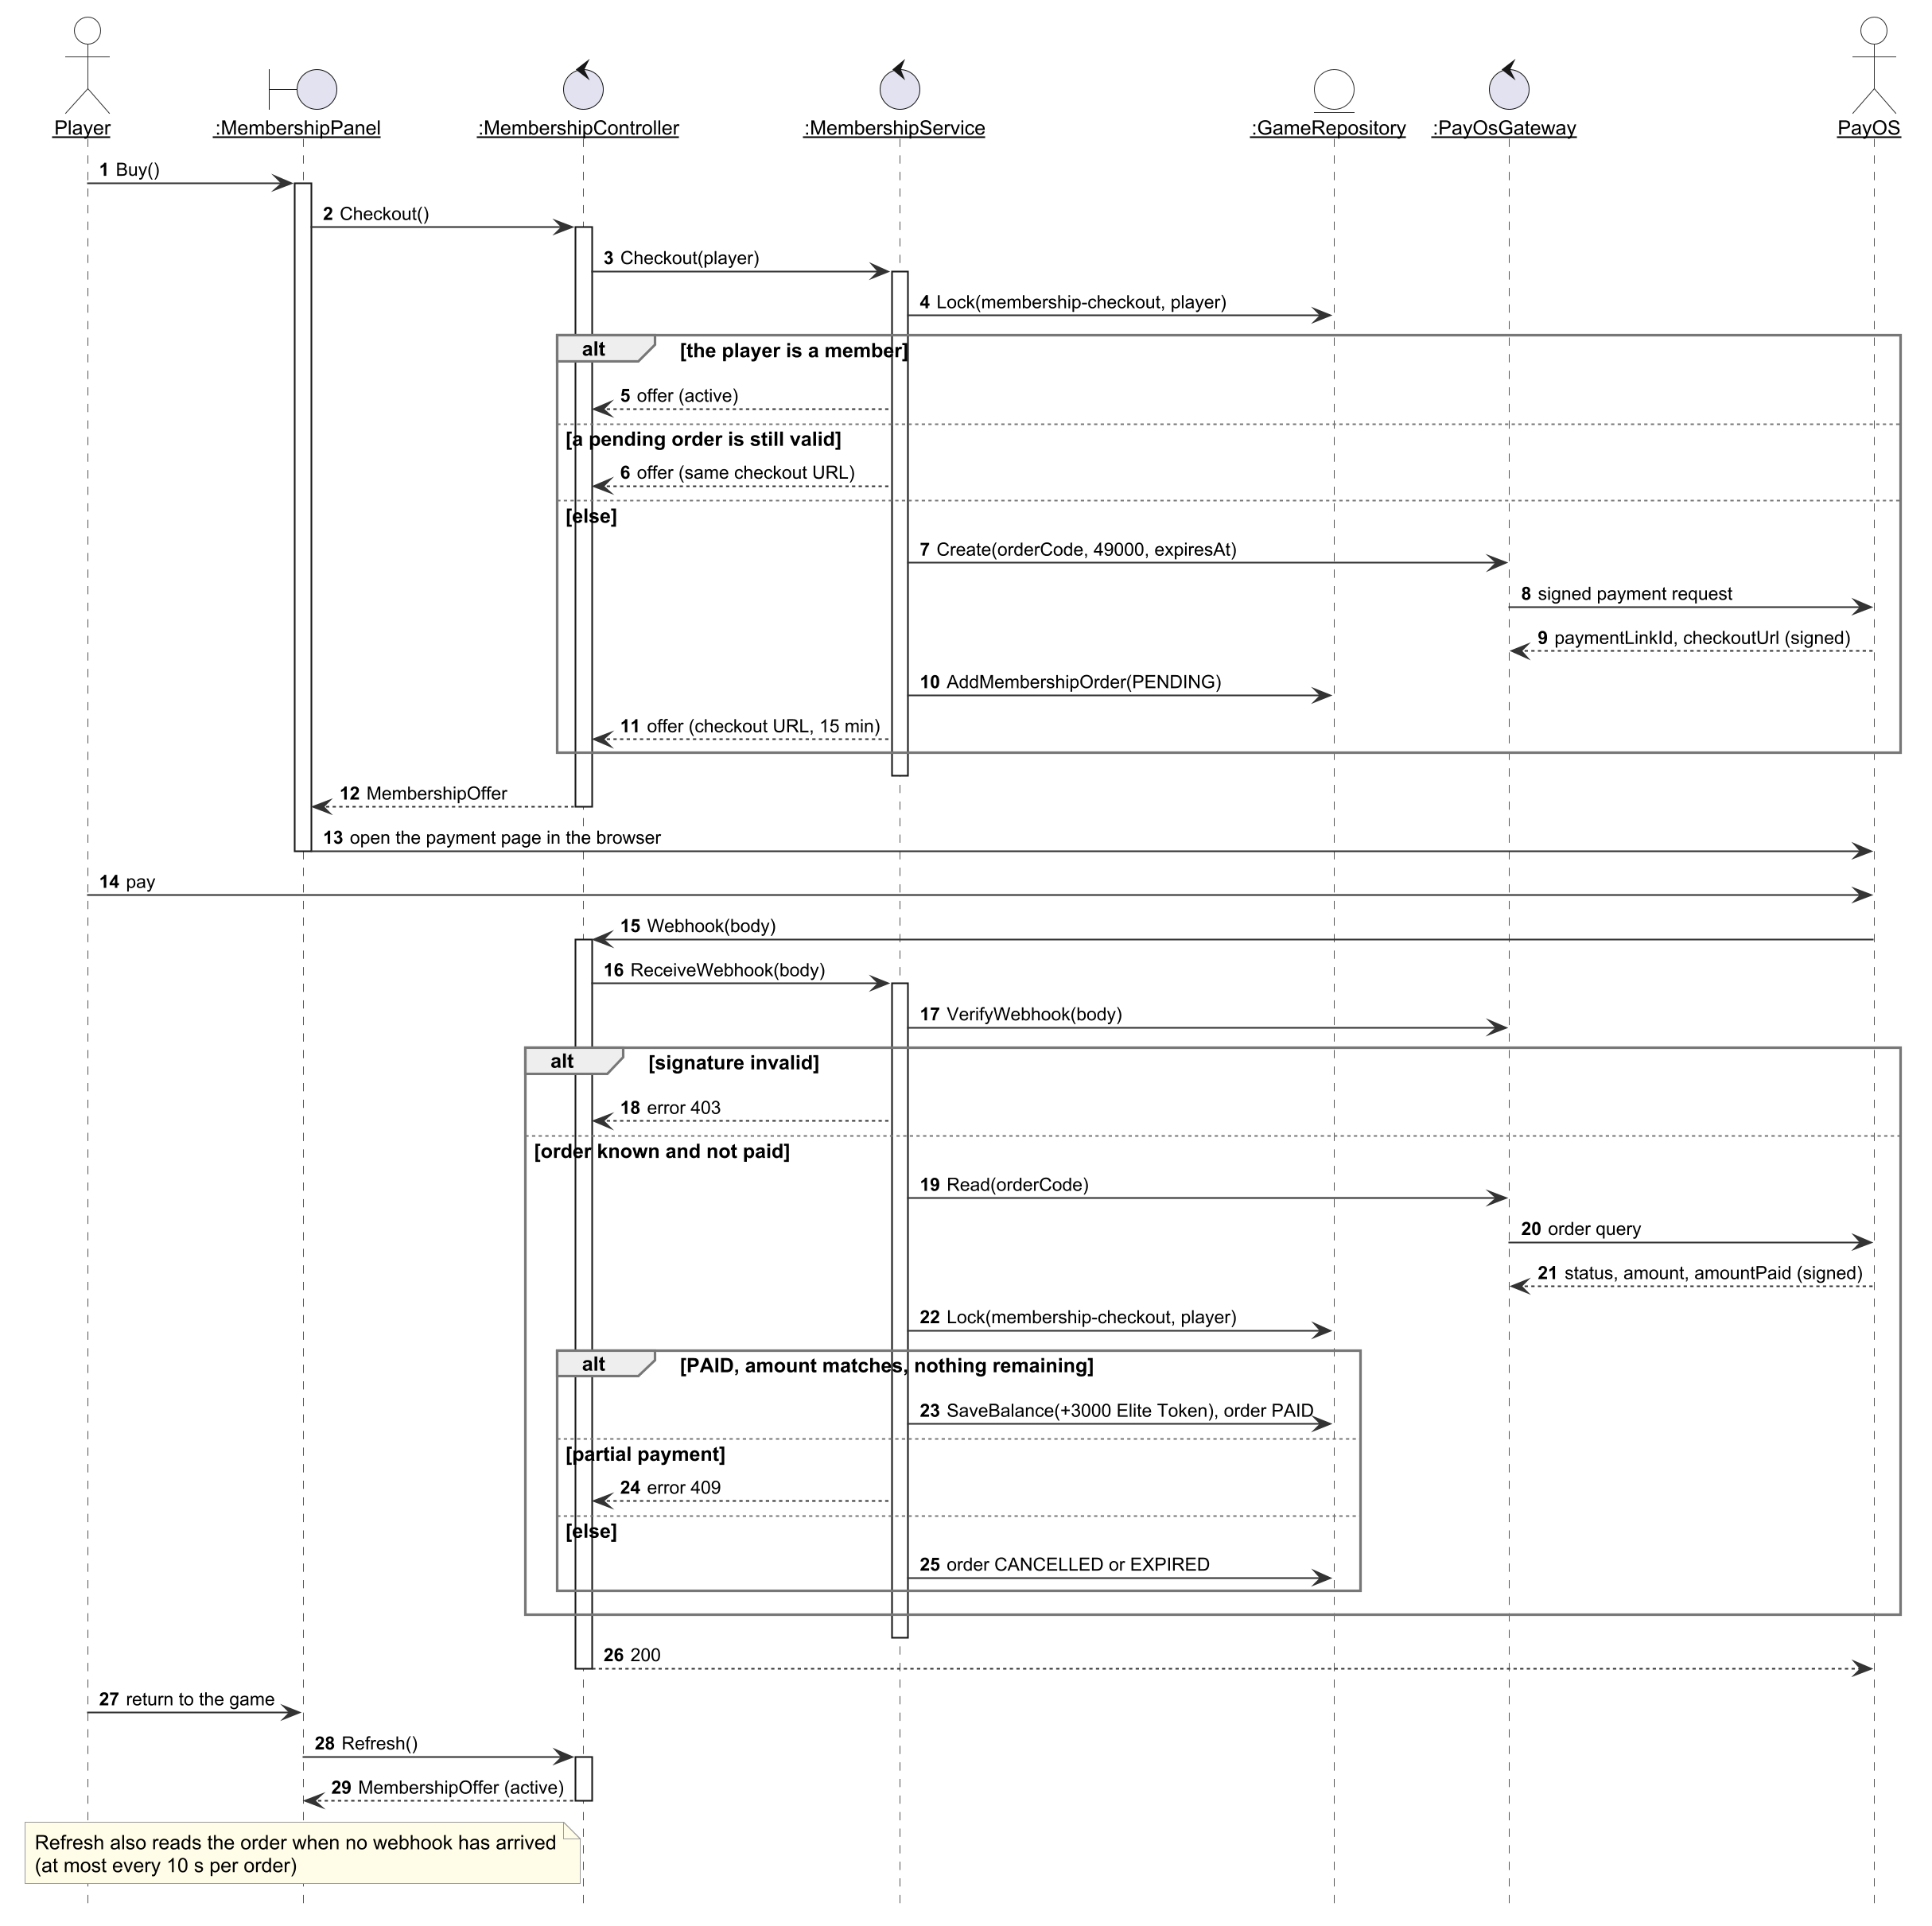 Player
:MembershipPanel
:MembershipController
:MembershipService
:GameRepository
:PayOsGateway
PayOS
1 Buy()
2 Checkout()
3 Checkout(player)
4 Lock(membership-checkout, player)
alt [the player is a member]
5 offer (active)
[a pending order is still valid]
6 offer (same checkout URL)
[else]
7 Create(orderCode, 49000, expiresAt)
8 signed payment request
9 paymentLinkId, checkoutUrl (signed)
10 AddMembershipOrder(PENDING)
11 offer (checkout URL, 15 min)
12 MembershipOffer
13 open the payment page in the browser
14 pay
15 Webhook(body)
16 ReceiveWebhook(body)
17 VerifyWebhook(body)
alt [signature invalid]
18 error 403
[order known and not paid]
19 Read(orderCode)
20 order query
21 status, amount, amountPaid (signed)
22 Lock(membership-checkout, player)
alt [PAID, amount matches, nothing remaining]
23 SaveBalance(+3000 Elite Token), order PAID
[partial payment]
24 error 409
[else]
25 order CANCELLED or EXPIRED
26 200
27 return to the game
28 Refresh()
29 MembershipOffer (active)
Refresh also reads the order when no webhook has arrived
(at most every 10 s per order)